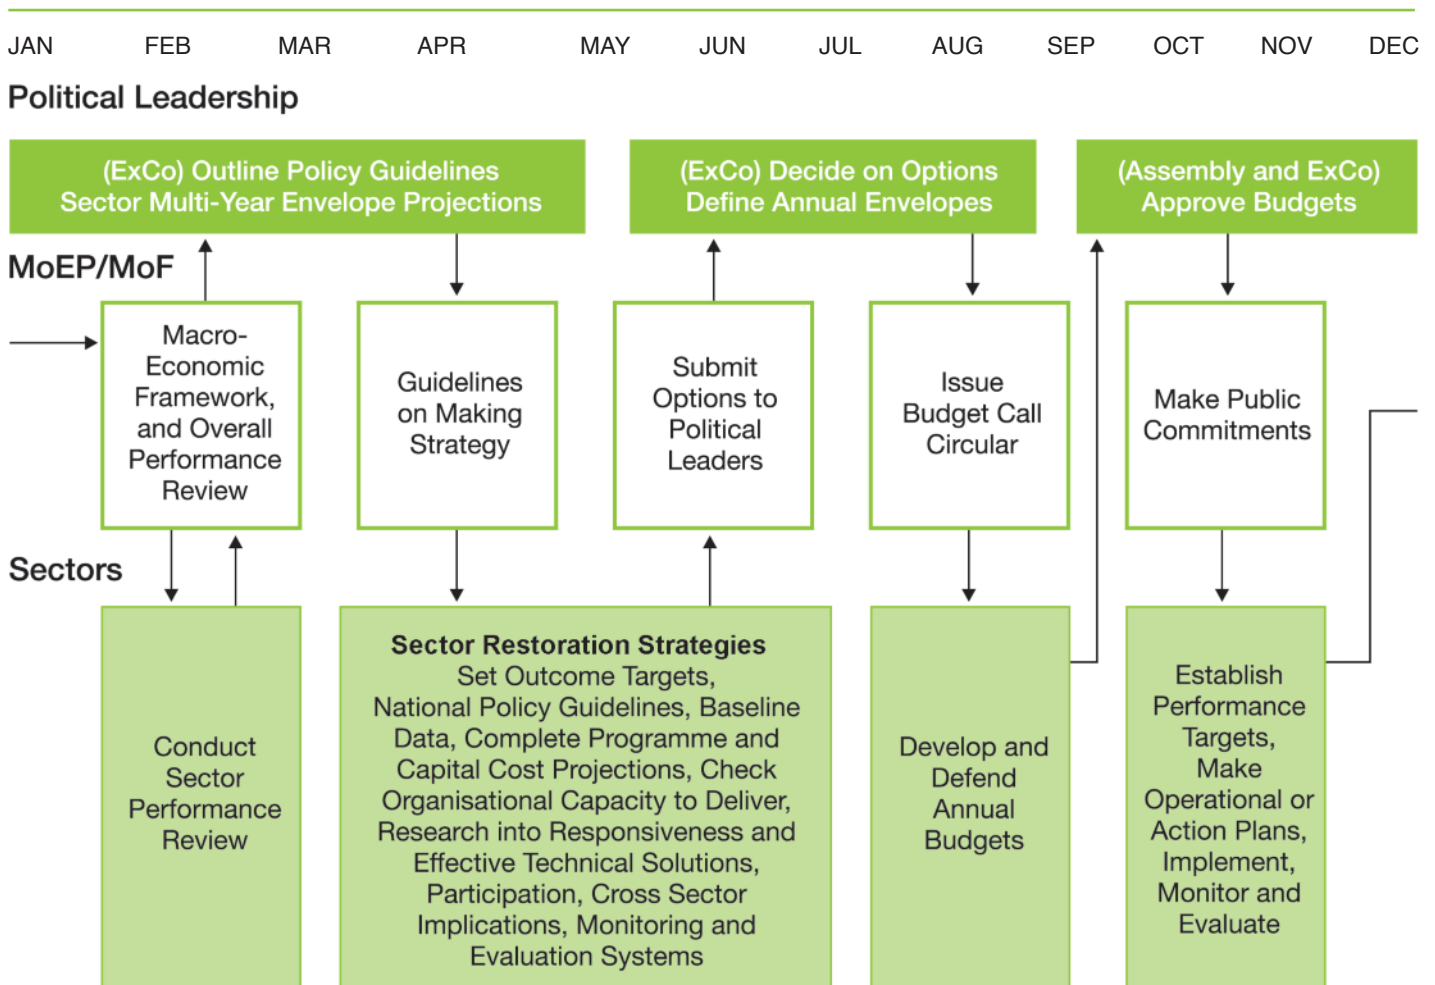 JAN FEB MAR APR MAY JUN JUL AUG SEP OCT NOV DEC
Political Leadership
(ExCo) Outline Policy Guidelines
Sector Multi-Year Envelope Projections
(ExCo) Decide on Options
Define Annual Envelopes
(Assembly and ExCo)
Approve Budgets
MoEP/MoF
Macro-
Economic
Framework,
and Overall
Performance
Review
Guidelines
on Making
Strategy
Submit
Options to
Political
Leaders
Issue
Budget Call
Circular
Make Public
Commitments
Sectors
Conduct
Sector
Performance
Review
Sector Restoration Strategies
Set Outcome Targets,
National Policy Guidelines, Baseline
Data, Complete Programme and
Capital Cost Projections, Check
Organisational Capacity to Deliver,
Research into Responsiveness and
Effective Technical Solutions,
Participation, Cross Sector
Implications, Monitoring and
Evaluation Systems
Develop and
Defend
Annual
Budgets
Establish
Performance
Targets,
Make
Operational or
Action Plans,
Implement,
Monitor and
Evaluate